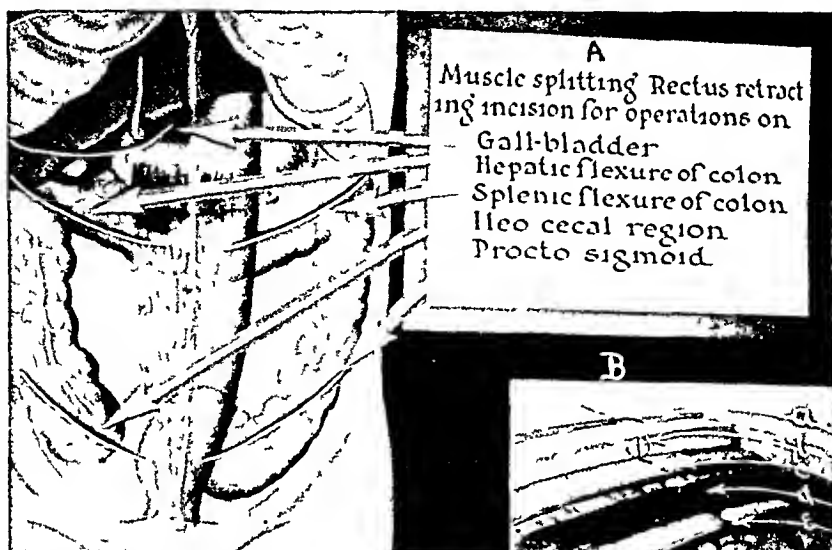 A
Muscle splitting Rectus retract
ing incision for operations on
Gall-bladder
Hepatic flexure of colon
Splenic flexure of colon
Ileo cecal region
Procto sigmoid
B